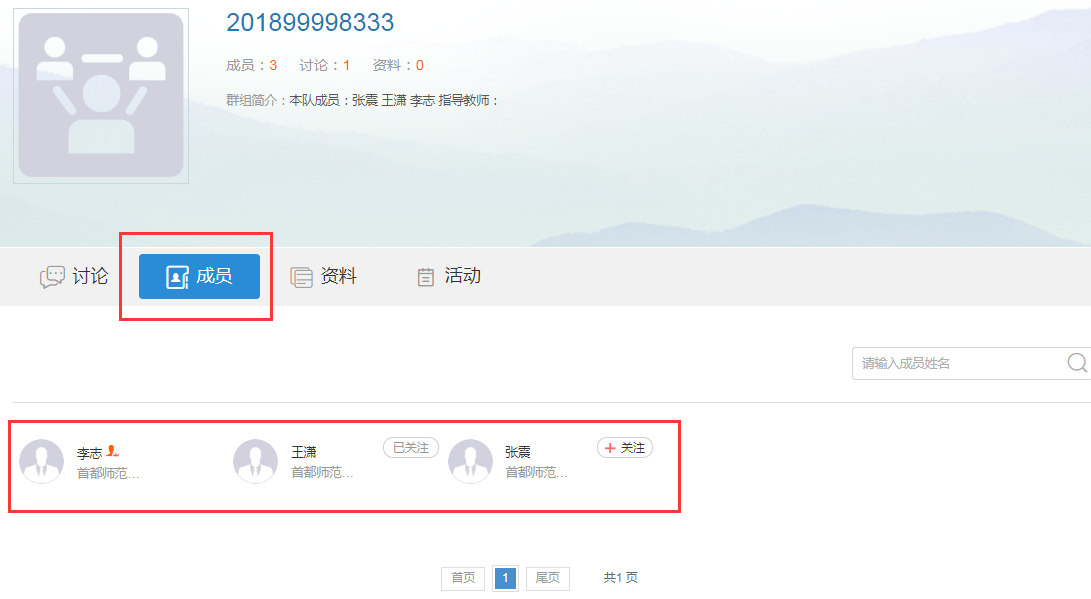 201899998333
成员：3 讨论：1 资料：0
群组简介：本队成员：张震 王潇 李志 指导教师：
讨论 成员 资料 活动
请输入成员姓名
李志 王潇 已关注 张震 + 关注
首都师范... 首都师范... 首都师范...
首页 1 尾页 共1 页